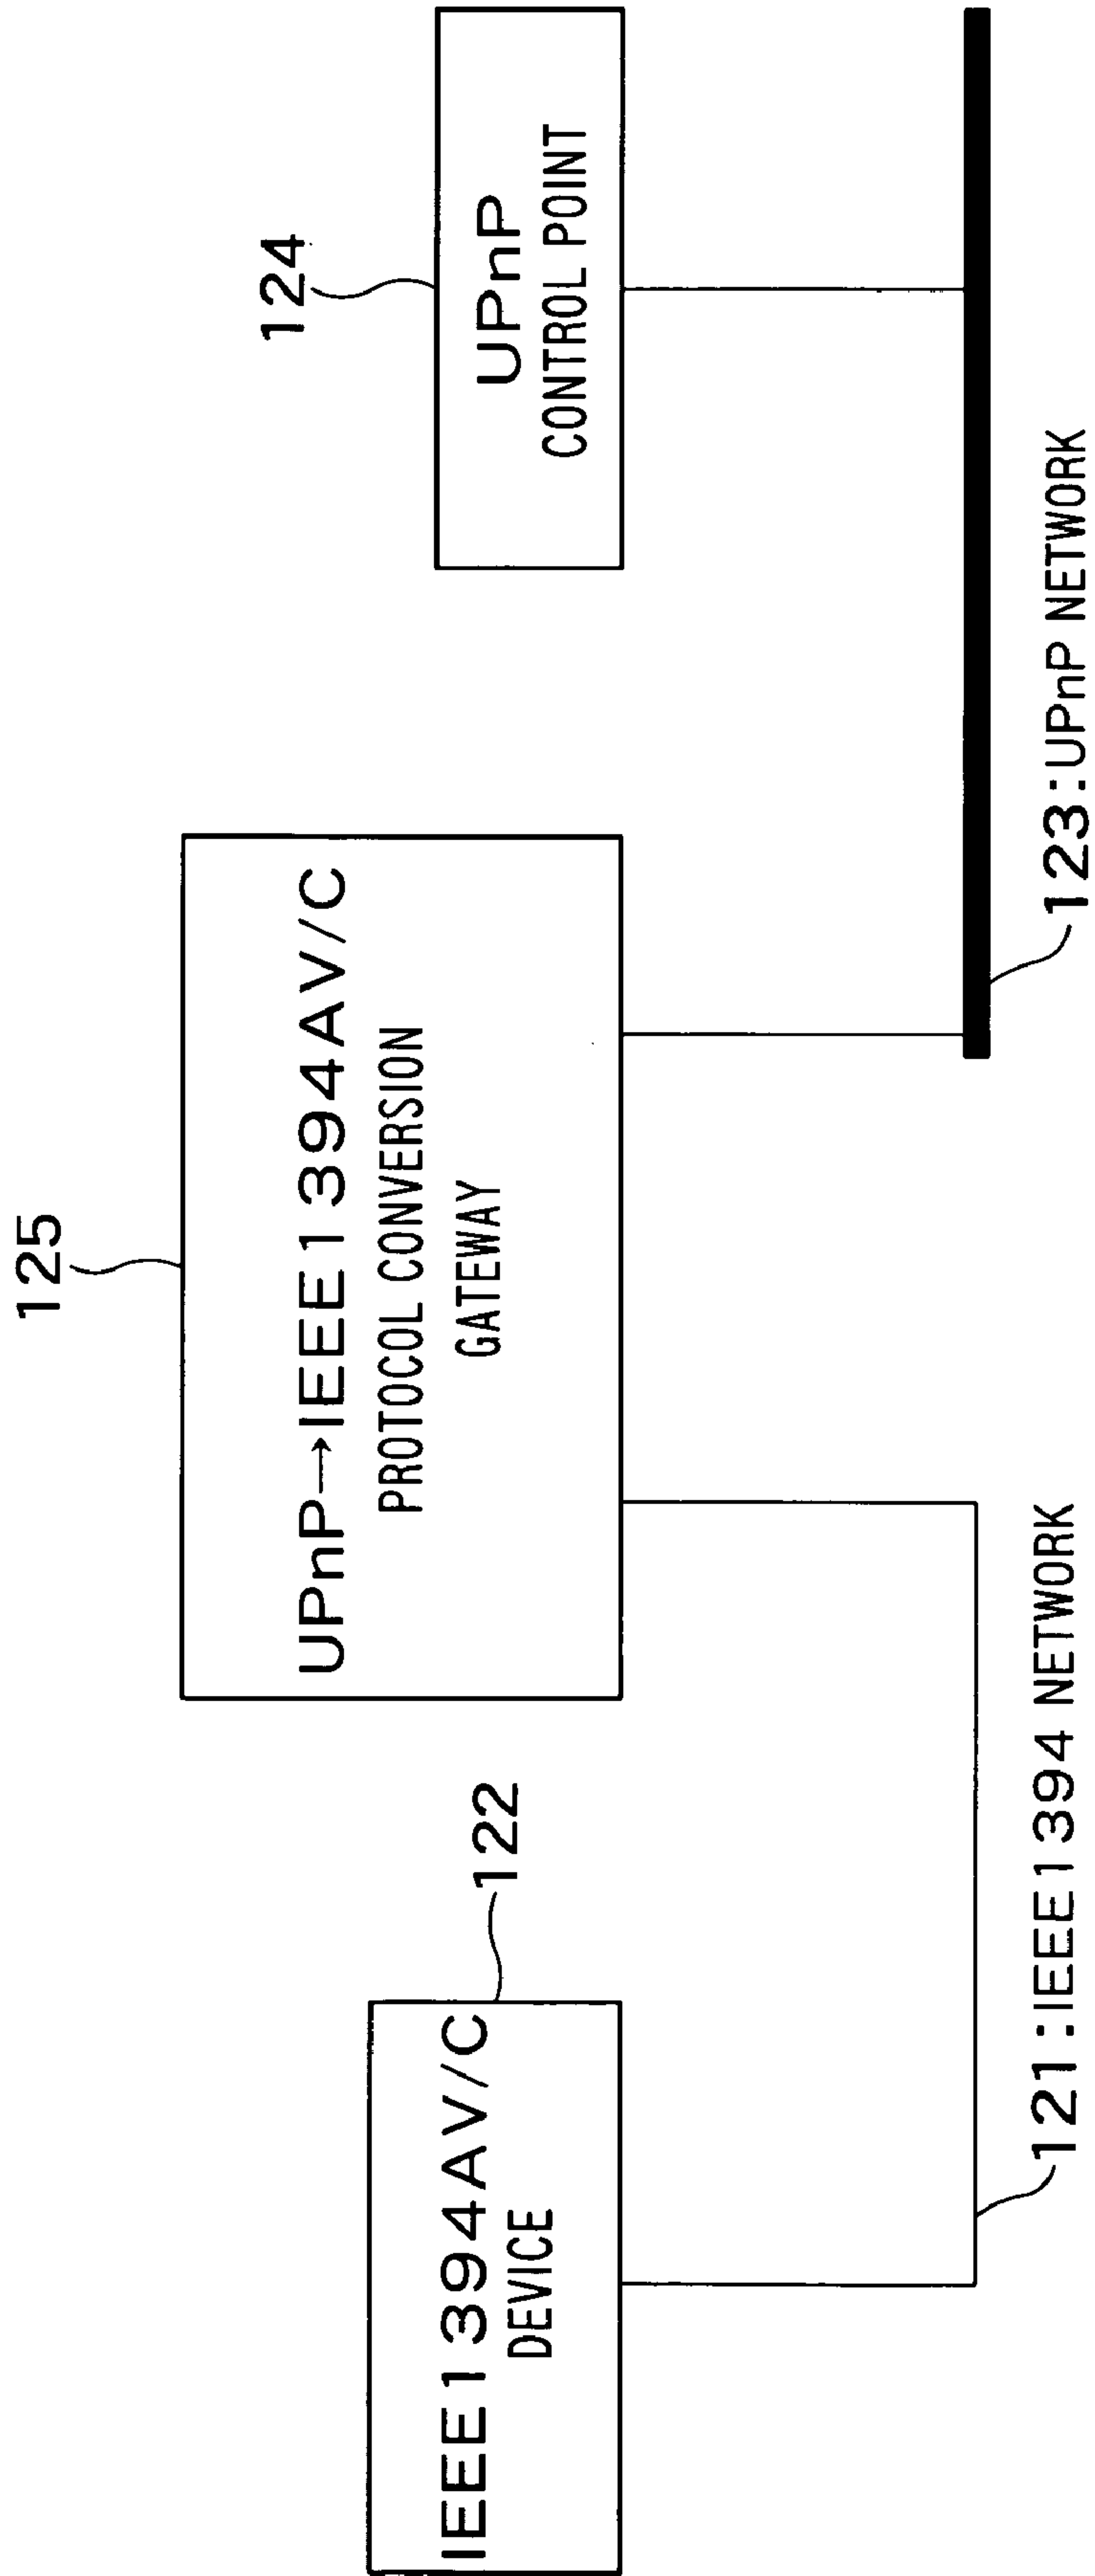 125
124
UPnP→IEEE1394AV/C
PROTOCOL CONVERSION
GATEWAY
122
IEEE1394AV/C
DEVICE
UPnP
CONTROL POINT
121:IEEE1394 NETWORK
123:UPnP NETWORK